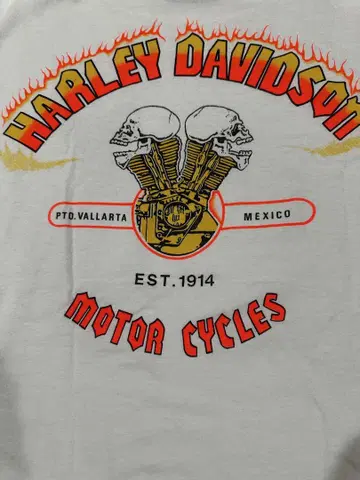 HARLEY DAVIDSON
PTO. VALLARTA MEXICO
EST. 1914
MOTOR CYCLES